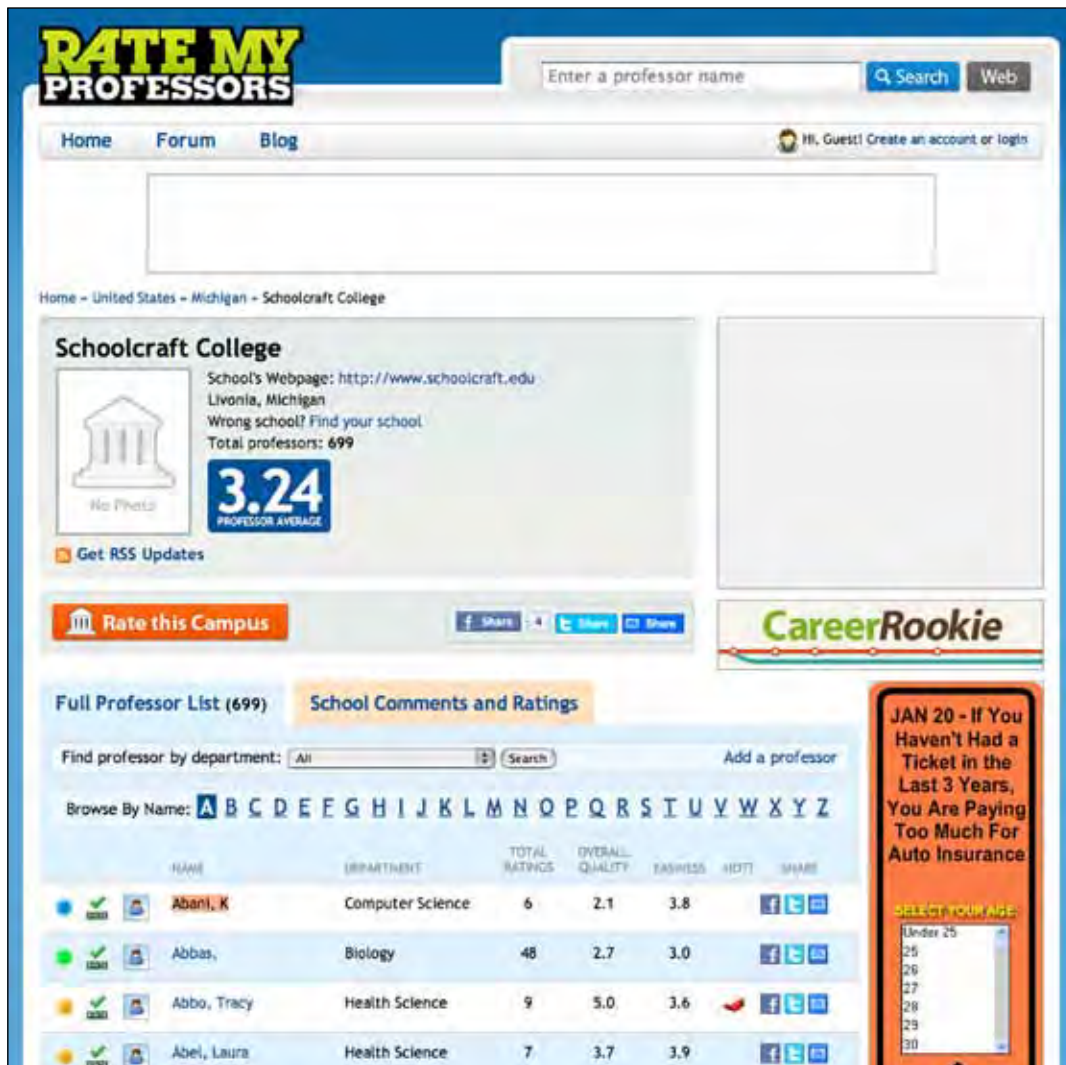 RATE MY
PROFESSORS
Enter a professor name
Search
Web
Home Forum Blog
Hi, Guest! Create an account or login
Home - United States - Michigan - Schoolcraft College
Schoolcraft College
School's Webpage: http://www.schoolcraft.edu
Livonia, Michigan
Wrong school? Find your school
Total professors: 699
No Photo
3.24
PROFESSOR AVERAGE
Get RSS Updates
Rate this Campus
Share 4 Share Share
CareerRookie
Full Professor List (699) School Comments and Ratings
Find professor by department: All Search Add a professor
Browse By Name: A B C D E F G H I J K L M N O P Q R S T U V W X Y Z
NAME DEPARTMENT TOTAL RATINGS OVERALL QUALITY EASINESS HOT? SHARE
Abani, K Computer Science 6 2.1 3.8
Abbas, Biology 48 2.7 3.0
Abbo, Tracy Health Science 9 5.0 3.6
Abel, Laura Health Science 7 3.7 3.9
JAN 20 - If You
Haven't Had a
Ticket in the
Last 3 Years,
You Are Paying
Too Much For
Auto Insurance
SELECT YOUR AGE:
Under 25
25
26
27
28
29
30